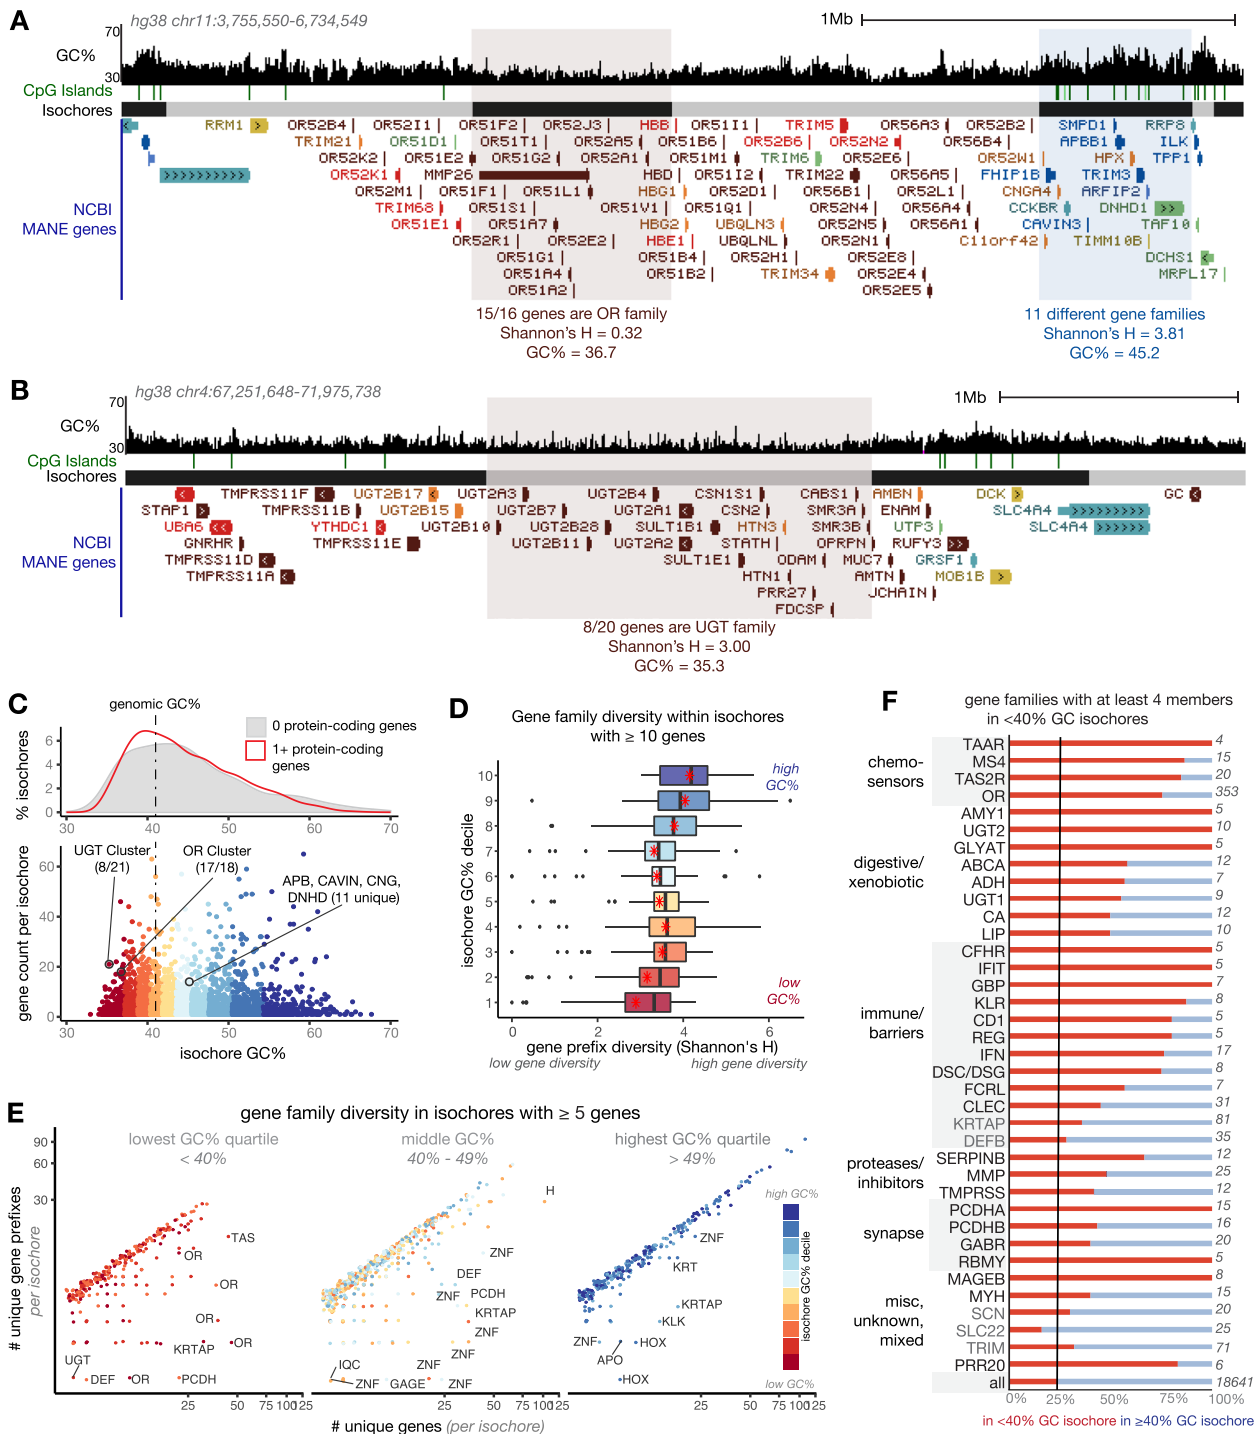 A
hg38 chr11:3,755,550-6,734,549
1Mb
70
GC%
30
CpG Islands
Isochores
RRM1 OR52B4 OR52I1 OR51F2 OR52J3 HBB OR51I1 TRIM5 OR56A3 OR52B2 SMPD1 RRP8
TRIM21 OR51D1 OR51T1 OR52A5 OR52B6 OR52N2 OR56B4 APBB1 ILK
OR52K2 OR51E2 OR51G2 OR52A1 OR51M1 TRIM6 OR52E6 OR52W1 HPX TPP1
OR52K1 MMP26 HBD OR51I2 TRIM22 OR56A5 FHIP1B TRIM3
OR52M1 OR51F1 OR51L1 HBG1 OR52D1 OR56B1 OR52L1 CNGA4 ARFIP2
NCBI
MANE genes
TRIM68 OR51S1 OR51V1 OR51Q1 OR52N4 OR56A4 CCKBR DNHD1
OR51E1 OR51A7 HBG2 UBQLN3 OR52N5 OR56A1 CAVIN3 TAF10
OR52R1 OR52E2 HBE1 UBQLNL OR52N1 C11orf42 TIMM10B
OR51G1 OR51B4 OR52H1 OR52E8 DCHS1
OR51A4 OR51B2 TRIM34 OR52E4 MRPL17
OR51A2 OR52E5
15/16 genes are OR family
Shannon's H = 0.32
GC% = 36.7
11 different gene families
Shannon's H = 3.81
GC% = 45.2
B
hg38 chr4:67,251,648-71,975,738
1Mb
70
GC%
30
CpG Islands
Isochores
TMPRSS11F UGT2B17 UGT2A3 UGT2B4 CSN1S1 CABS1 AMBN DCK GC
STAP1 TMPRSS11B UGT2B15 UGT2B7 UGT2A1 CSN2 SMR3A ENAM SLC4A4
UBA6 YTHDC1 UGT2B10 UGT2B28 SULT1B1 HTN3 SMR3B UTP3 SLC4A4
NCBI
MANE genes
GNRHR TMPRSS11E UGT2B11 UGT2A2 STATH OPRPN RUFY3
TMPRSS11D SULT1E1 ODAM MUC7 GRSF1
TMPRSS11A HTN1 AMTN MOB1B
PRR27 JCHAIN
FDCSP
8/20 genes are UGT family
Shannon's H = 3.00
GC% = 35.3
C
genomic GC%
0 protein-coding genes
1+ protein-coding
genes
% isochores
6
4
2
0
30 40 50 60 70
UGT Cluster
(8/21)
OR Cluster
(17/18)
APB, CAVIN, CNG,
DNHD (11 unique)
gene count per isochore
60
40
20
0
30 40 50 60 70
isochore GC%
D
Gene family diversity within isochores
with ≥ 10 genes
isochore GC% decile
10
9
8
7
6
5
4
3
2
1
high
GC%
low
GC%
0 2 4 6
gene prefix diversity (Shannon's H)
low gene diversity high gene diversity
E
gene family diversity in isochores with ≥ 5 genes
# unique gene prefixes
per isochore
90
60
30
lowest GC% quartile
< 40%
TAS
OR
OR
OR
KRTAP
OR
UGT
DEF
OR
PCDH
25 50 75 100 125
middle GC%
40% - 49%
H
ZNF
DEF
ZNF
PCDH
KRTAP
ZNF
ZNF
IQC
ZNF
ZNF
GAGE
ZNF
25 50 75 100 125
highest GC% quartile
> 49%
ZNF
KRT
KRTAP
KLK
ZNF
HOX
APO
HOX
25 50 75 100 125
high GC%
isochore GC% decile
low GC%
# unique genes (per isochore)
F
gene families with at least 4 members
in <40% GC isochores
chemo-
sensors
TAAR 4
MS4 15
TAS2R 20
OR 353
digestive/
xenobiotic
AMY1 5
UGT2 10
GLYAT 5
ABCA 12
ADH 7
UGT1 9
CA 12
LIP 10
immune/
barriers
CFHR 5
IFIT 5
GBP 7
KLR 8
CD1 5
REG 5
IFN 17
DSC/DSG 8
FCRL 7
CLEC 31
KRTAP 81
DEFB 35
proteases/
inhibitors
SERPINB 12
MMP 25
TMPRSS 12
synapse
PCDHA 15
PCDHB 16
GABR 20
RBMY 5
misc,
unknown,
mixed
MAGEB 8
MYH 15
SCN 20
SLC22 25
TRIM 71
PRR20 6
all 18641
0% 25% 50% 75% 100%
in <40% GC isochore in ≥40% GC isochore